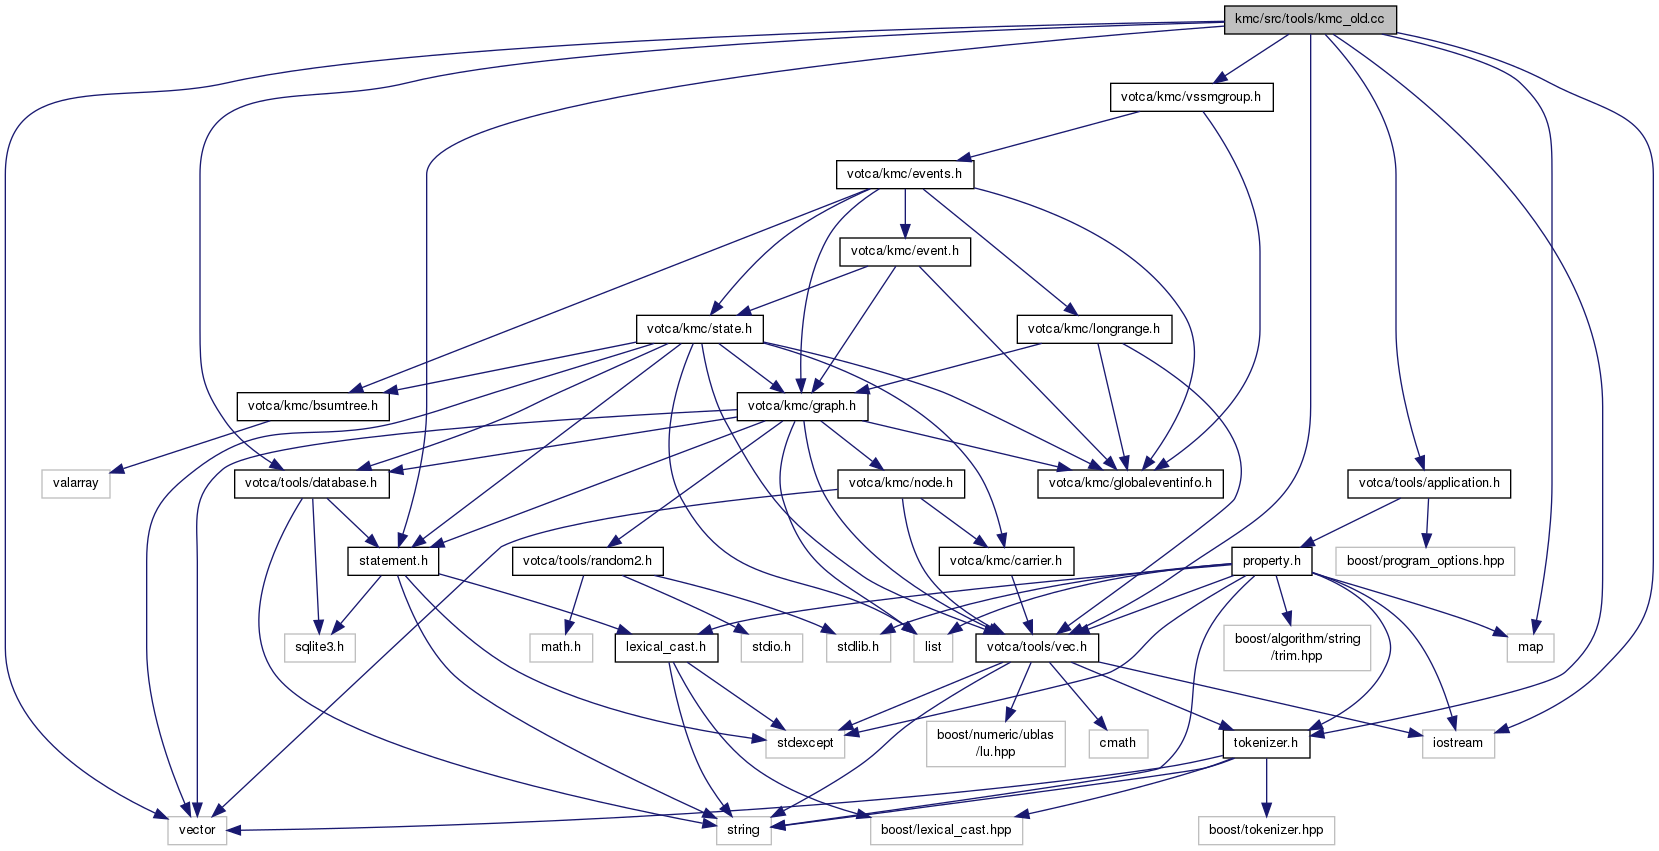 kmc/src/tools/kmc_old.cc
votca/kmc/vssmgroup.h
votca/kmc/events.h
votca/kmc/event.h
votca/kmc/state.h
votca/kmc/longrange.h
votca/kmc/bsumtree.h
votca/kmc/graph.h
valarray
votca/tools/database.h
votca/kmc/node.h
votca/kmc/globaleventinfo.h
votca/tools/application.h
statement.h
votca/tools/random2.h
votca/kmc/carrier.h
property.h
boost/program_options.hpp
sqlite3.h
math.h
lexical_cast.h
stdio.h
stdlib.h
list
votca/tools/vec.h
boost/algorithm/string
/trim.hpp
map
stdexcept
boost/numeric/ublas
/lu.hpp
cmath
tokenizer.h
iostream
vector
string
boost/lexical_cast.hpp
boost/tokenizer.hpp